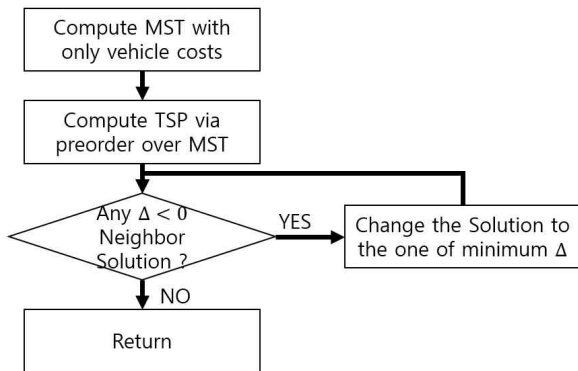 Compute MST with
only vehicle costs
Compute TSP via
preorder over MST
Any Δ < 0
Neighbor
Solution ?
YES
Change the Solution to
the one of minimum Δ
NO
Return